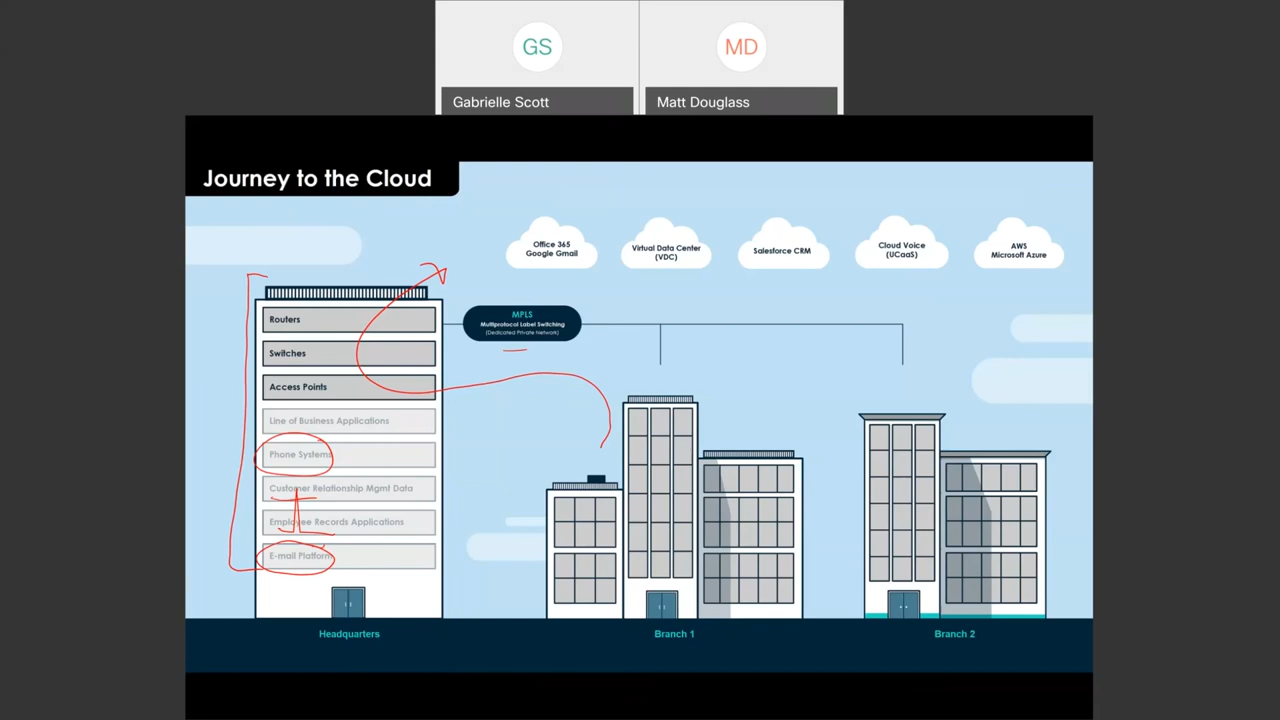 GS
MD
Gabrielle Scott
Matt Douglass
Journey to the Cloud
Office 365
Google Gmail
Virtual Data Center
(VDC)
Salesforce CRM
Cloud Voice
(UCaaS)
AWS
Microsoft Azure
MPLS
Multiprotocol Label Switching
(Dedicated Private Network)
Routers
Switches
Access Points
Line of Business Applications
Phone Systems
Customer Relationship Mgmt Data
Employee Records Applications
E-mail Platform
Headquarters
Branch 1
Branch 2